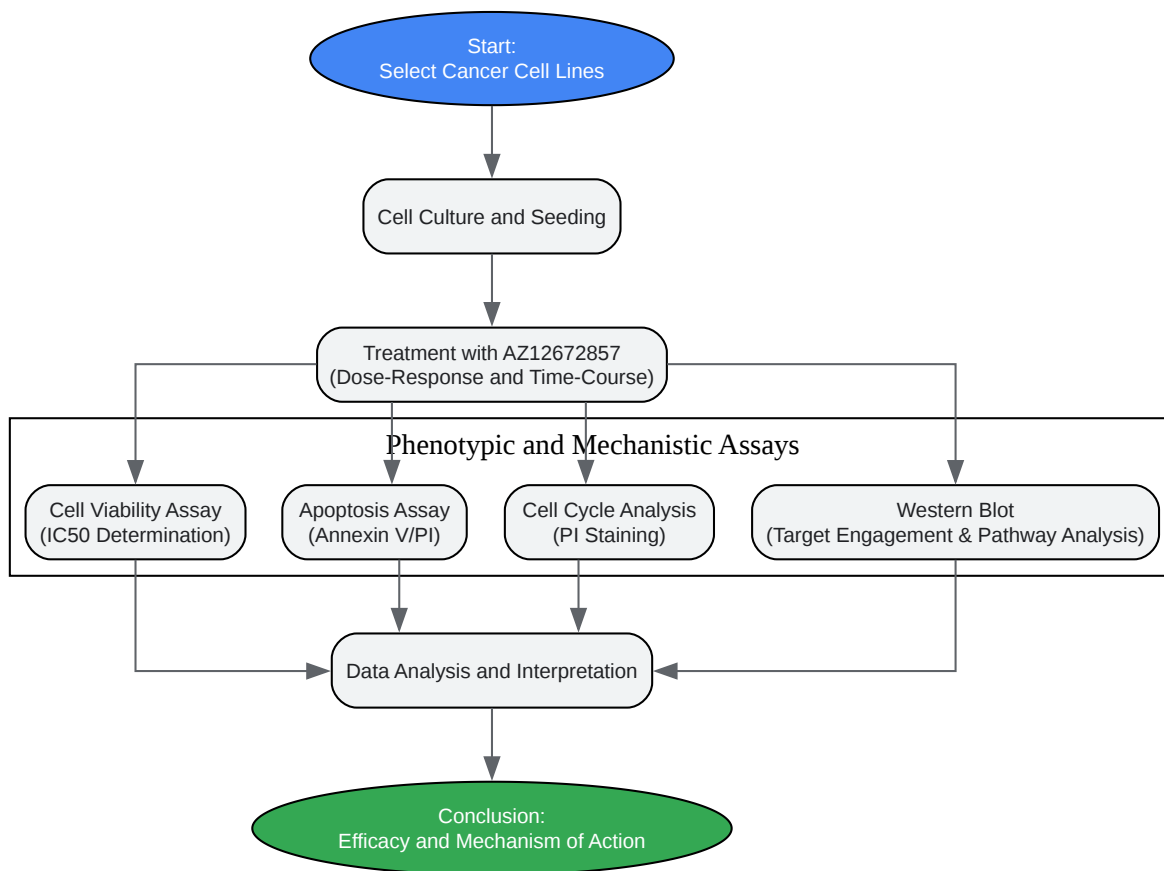 Start:
Select Cancer Cell Lines
Cell Culture and Seeding
Treatment with AZ12672857
(Dose-Response and Time-Course)
Phenotypic and Mechanistic Assays
Cell Viability Assay
(IC50 Determination)
Apoptosis Assay
(Annexin V/PI)
Cell Cycle Analysis
(PI Staining)
Western Blot
(Target Engagement & Pathway Analysis)
Data Analysis and Interpretation
Conclusion:
Efficacy and Mechanism of Action